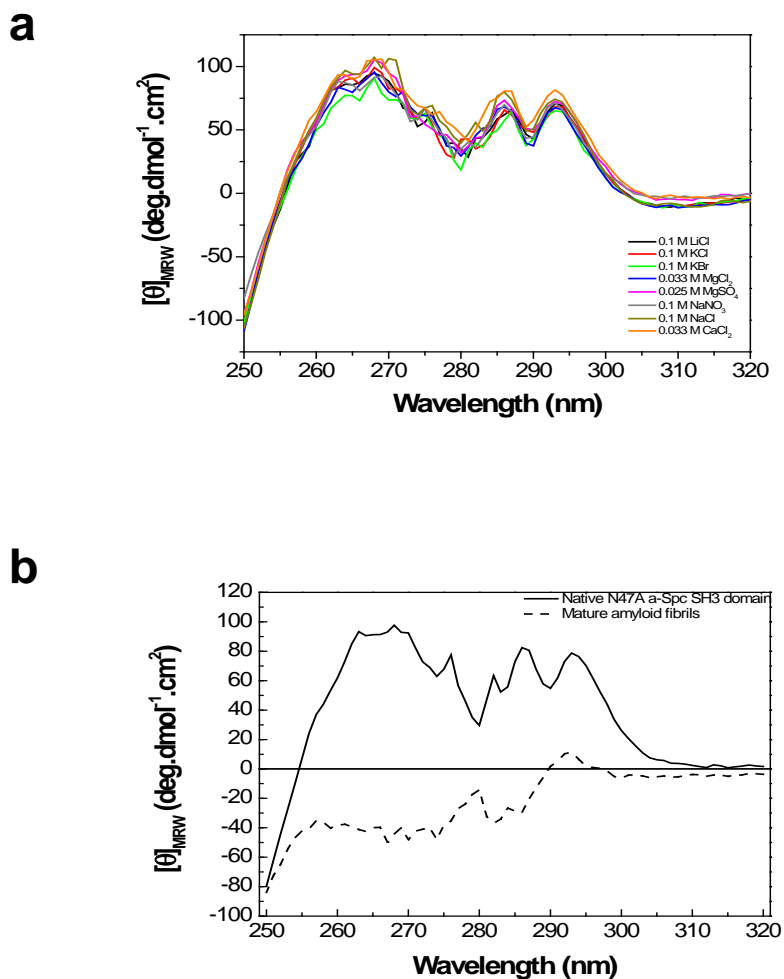 a
[θ]MRW (deg.dmol-1.cm2)
100
50
0
-50
-100
0.1 M LiCl
0.1 M KCl
0.1 M KBr
0.033 M MgCl2
0.025 M MgSO4
0.1 M NaNO3
0.1 M NaCl
0.033 M CaCl2
250 260 270 280 290 300 310 320
Wavelength (nm)
b
[θ]MRW (deg.dmol-1.cm2)
120
100
80
60
40
20
0
-20
-40
-60
-80
-100
Native N47A a-Spc SH3 domain
Mature amyloid fibrils
250 260 270 280 290 300 310 320
Wavelength (nm)